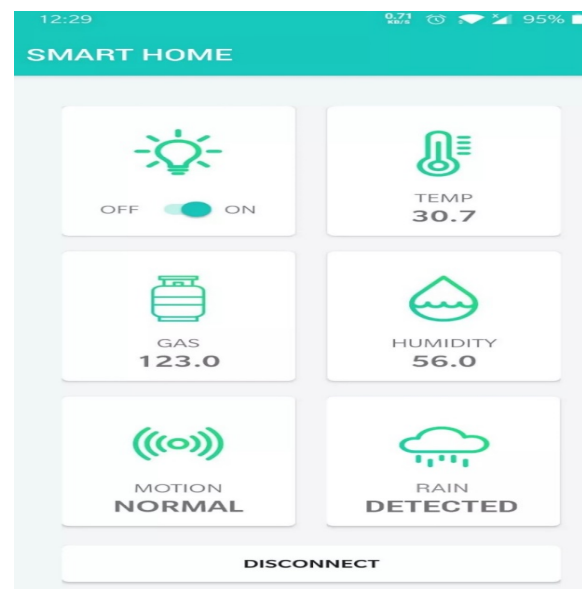 12:29 0.71 KB/S 95%
SMART HOME
OFF ON
TEMP
30.7
GAS
123.0
HUMIDITY
56.0
MOTION
NORMAL
RAIN
DETECTED
DISCONNECT